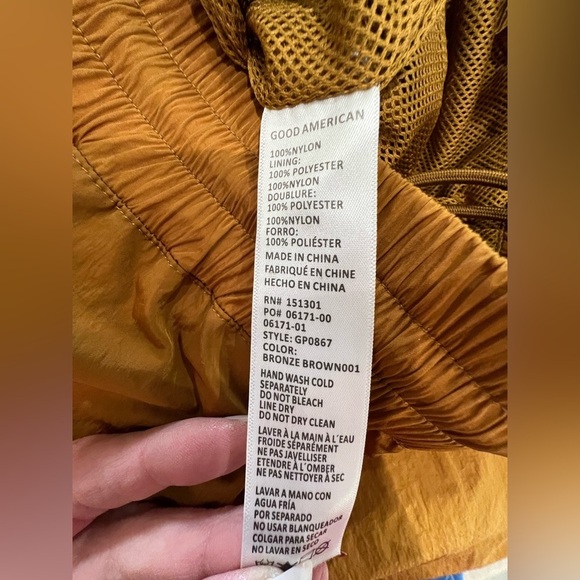 GOOD AMERICAN
100%NYLON
LINING:
100% POLYESTER
100%NYLON
DOUBLURE:
100% POLYESTER
100%NYLON
FORRO:
100% POLIÉSTER
MADE IN CHINA
FABRIQUÉ EN CHINE
HECHO EN CHINA
RN# 151301
PO# 06171-00
06171-01
STYLE: GP0867
COLOR:
BRONZE BROWN001
HAND WASH COLD
SEPARATELY
DO NOT BLEACH
LINE DRY
DO NOT DRY CLEAN
LAVER À LA MAIN À L'EAU
FROIDE SÉPARÉMENT
NE PAS JAVELLISER
ETENDRE À L´OMBER
NE PAS NETTOYER À SEC
LAVAR A MANO CON
AGUA FRÍA
POR SEPARADO
NO USAR BLANQUEADOR
COLGAR PARA SECAR
NO LAVAR EN SECO